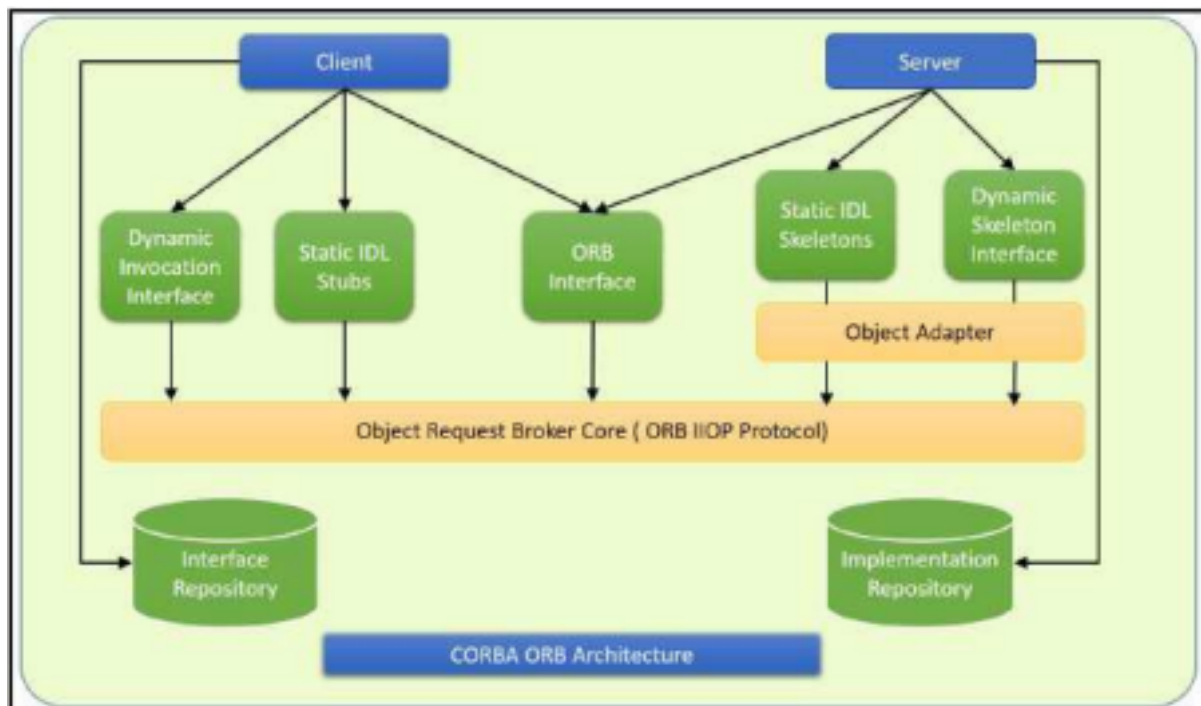 Client
Server
Dynamic
Invocation
Interface
Static IDL
Stubs
ORB
Interface
Static IDL
Skeletons
Dynamic
Skeleton
Interface
Object Adapter
Object Request Broker Core ( ORB IIOP Protocol)
Interface
Repository
Implementation
Repository
CORBA ORB Architecture